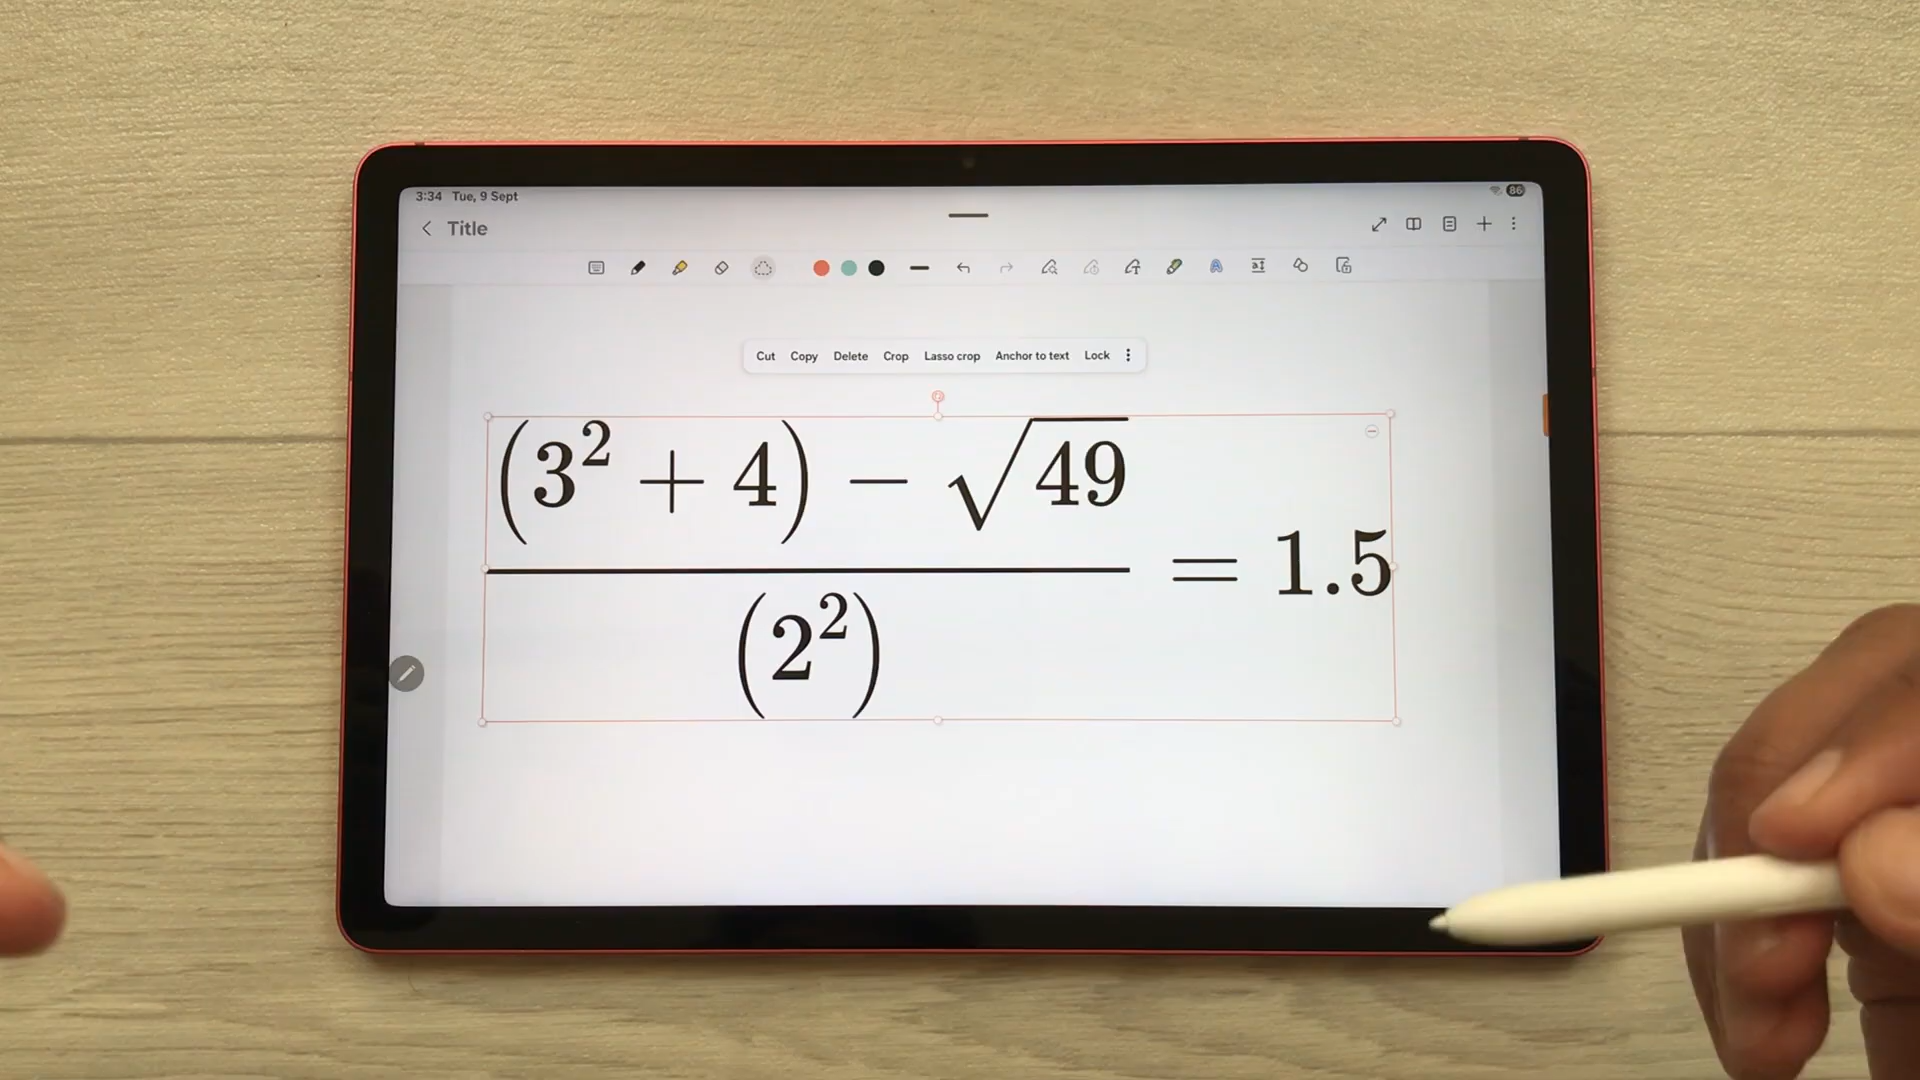 3:34 Tue, 9 Sept
86
Title
Cut Copy Delete Crop Lasso crop Anchor to text Lock
(3² + 4) − √49
(2²)
= 1.5